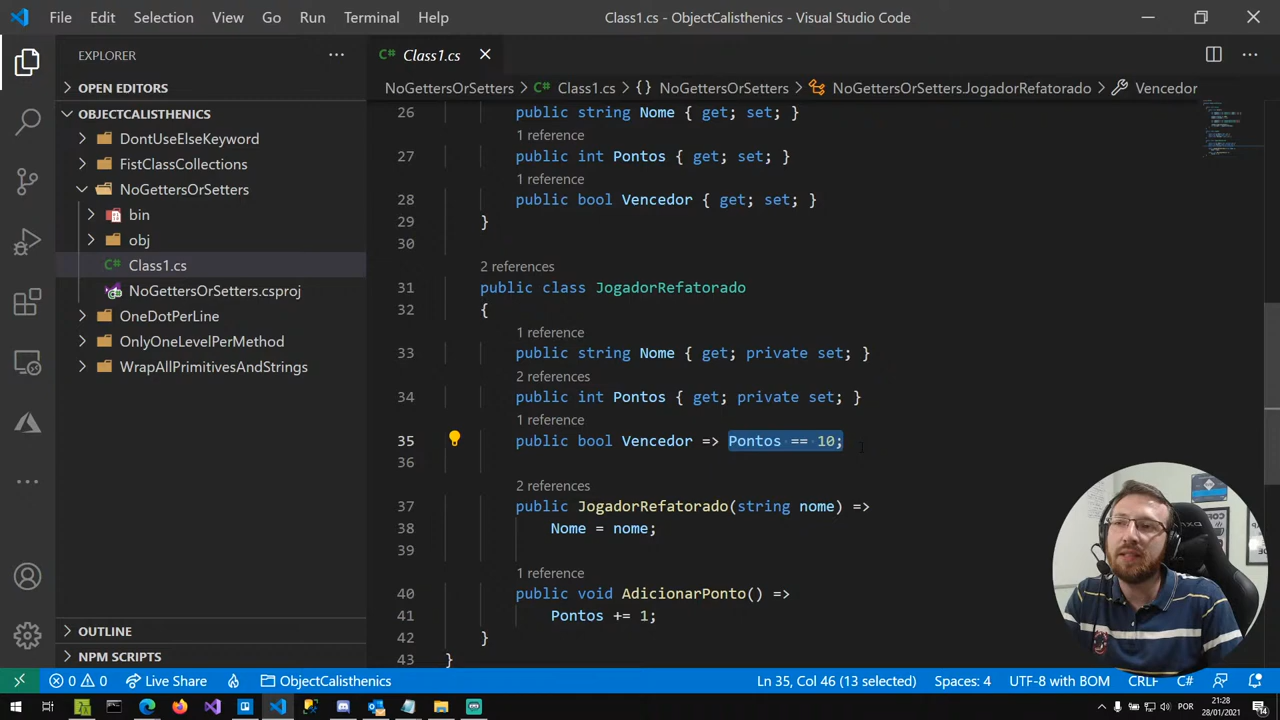 File Edit Selection View Go Run Terminal Help
Class1.cs - ObjectCalisthenics - Visual Studio Code
EXPLORER
OPEN EDITORS
OBJECTCALISTHENICS
DontUseElseKeyword
FistClassCollections
NoGettersOrSetters
bin
obj
Class1.cs
NoGettersOrSetters.csproj
OneDotPerLine
OnlyOneLevelPerMethod
WrapAllPrimitivesAndStrings
OUTLINE
NPM SCRIPTS
C# Class1.cs
NoGettersOrSetters > C# Class1.cs > {} NoGettersOrSetters > NoGettersOrSetters.JogadorRefatorado > Vencedor
26 public string Nome { get; set; }
1 reference
27 public int Pontos { get; set; }
1 reference
28 public bool Vencedor { get; set; }
29 }
30
2 references
31 public class JogadorRefatorado
32 {
1 reference
33 public string Nome { get; private set; }
2 references
34 public int Pontos { get; private set; }
1 reference
35 public bool Vencedor => Pontos == 10;
36
2 references
37 public JogadorRefatorado(string nome) =>
38 Nome = nome;
39
1 reference
40 public void AdicionarPonto() =>
41 Pontos += 1;
42 }
43 }
0 0 Live Share ObjectCalisthenics Ln 35, Col 46 (13 selected) Spaces: 4 UTF-8 with BOM CRLF C#
POR 21:28
28/01/2021 14